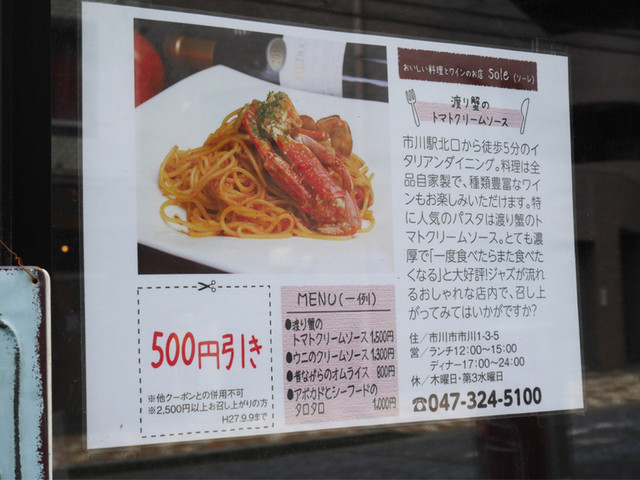 おいしい料理とワインのお店 Sole (ソーレ)
渡り蟹の
トマトクリームソース
市川駅北口から徒歩5分のイ
タリアンダイニング。料理は全
品自家製で、種類豊富なワイ
ンもお楽しみいただけます。特
に人気のパスタは渡り蟹のト
マトクリームソース。とても濃
厚で「一度食べたらまた食べた
くなる」と大好評!ジャズが流れ
るおしゃれな店内で、召し上
がってみてはいかがですか?
住/市川市市川1-3-5
営/ランチ12:00~15:00
ディナー17:00~24:00
休/木曜日・第3水曜日
☎047-324-5100
500円引き
※他クーポンとの併用不可
※2,500円以上お召し上がりの方
H27.9.9まで
MENU(一例)
●渡り蟹の
トマトクリームソース 1,500円
●ウニのクリームソース 1,300円
●昔ながらのオムライス 800円
●アボカドとシーフードの
タロタロ 1,000円